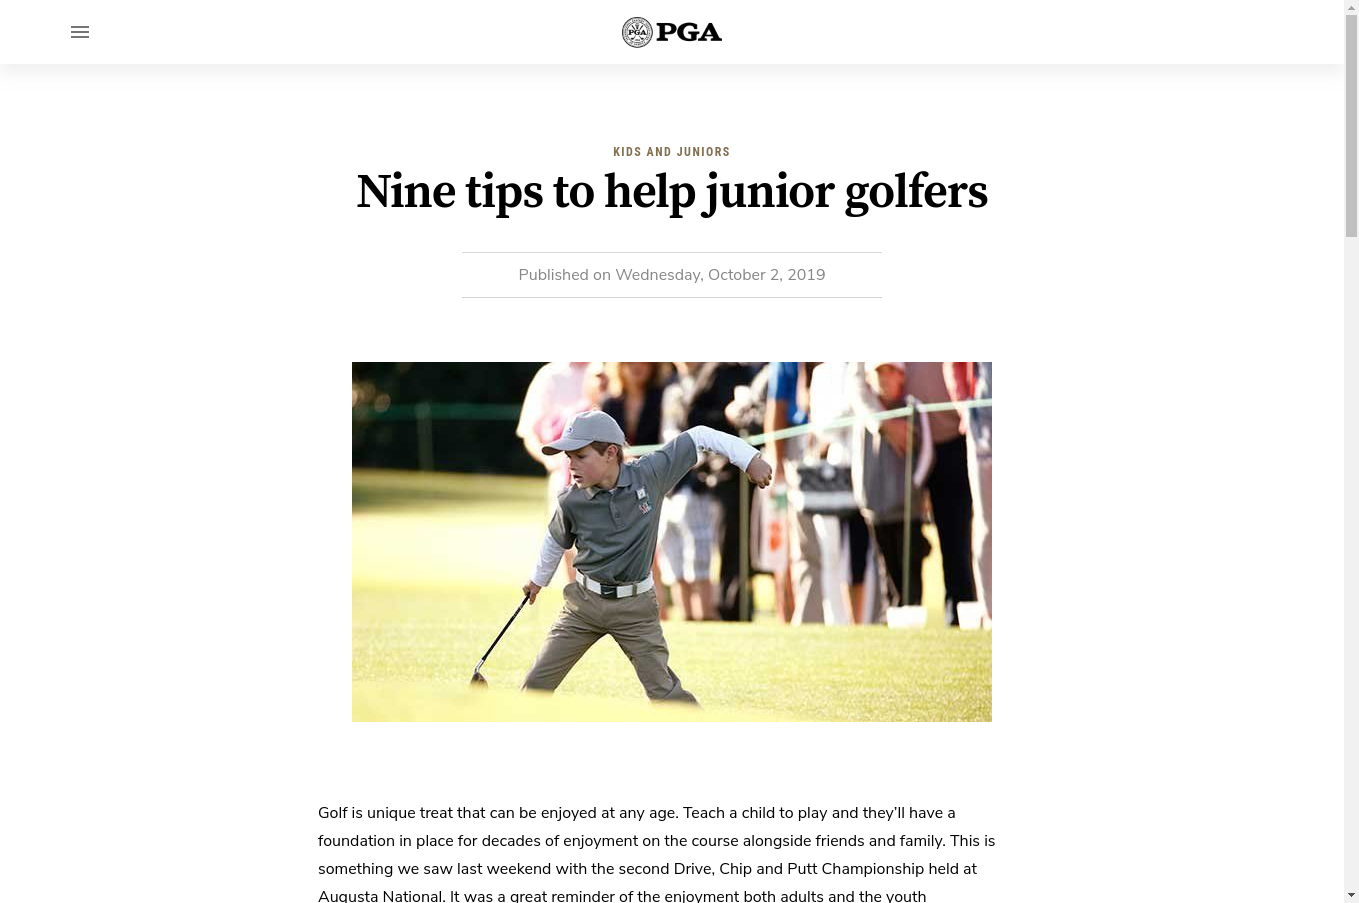 PGA
KIDS AND JUNIORS
Nine tips to help junior golfers
Published on Wednesday, October 2, 2019
Golf is unique treat that can be enjoyed at any age. Teach a child to play and they’ll have a
foundation in place for decades of enjoyment on the course alongside friends and family. This is
something we saw last weekend with the second Drive, Chip and Putt Championship held at
Augusta National. It was a great reminder of the enjoyment both adults and the youth